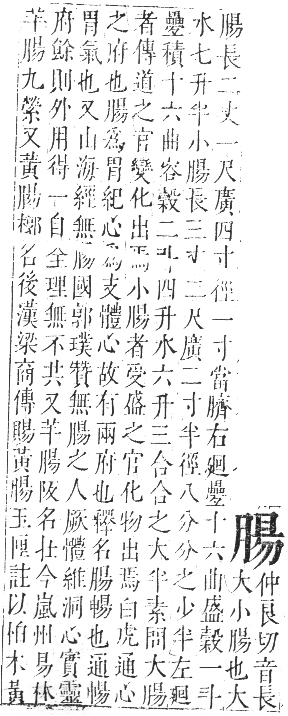 腸
仲良切音長
大小腸也大
腸長二丈一尺廣四寸徑一寸當臍右廻疊十六曲盛穀一斗
水七升半小腸長三丈二尺廣二寸半徑八分分之少半左廻
疊積十六曲容穀二斗四升水六升三合合之大半素問大腸
者傳道之官變化出焉小腸者受盛之官化物出焉白虎通心
之府也腸為胃紀心為支體心故有兩府也釋名腸暢也通暢
胃氣也又山海經無腸國郭璞贊無腸之人厥體維洞心實靈
府餘則外用得一自全理無不共又羊腸阪名在今嵐州易林
羊腸九縈又黃腸槨名後漢梁商傳賜黃腸玉匣註以柏木黃